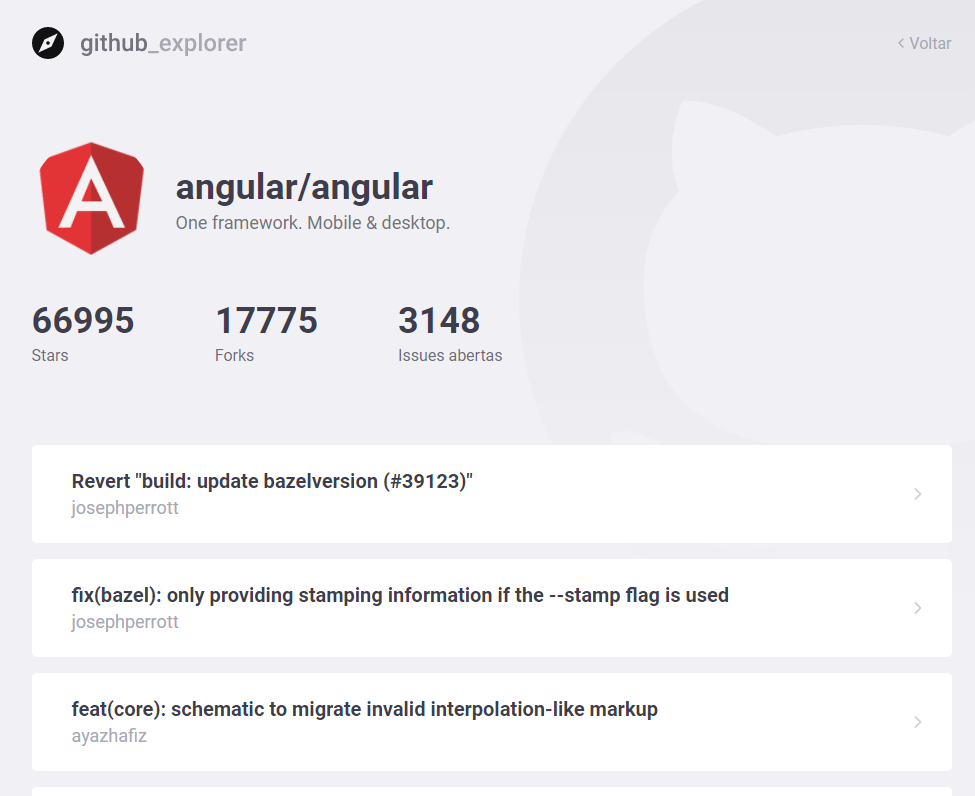 github_explorer
Voltar
angular/angular
One framework. Mobile & desktop.
66995 17775 3148
Stars Forks Issues abertas
Revert "build: update bazelversion (#39123)"
josephperrott
fix(bazel): only providing stamping information if the --stamp flag is used
josephperrott
feat(core): schematic to migrate invalid interpolation-like markup
ayazhafiz